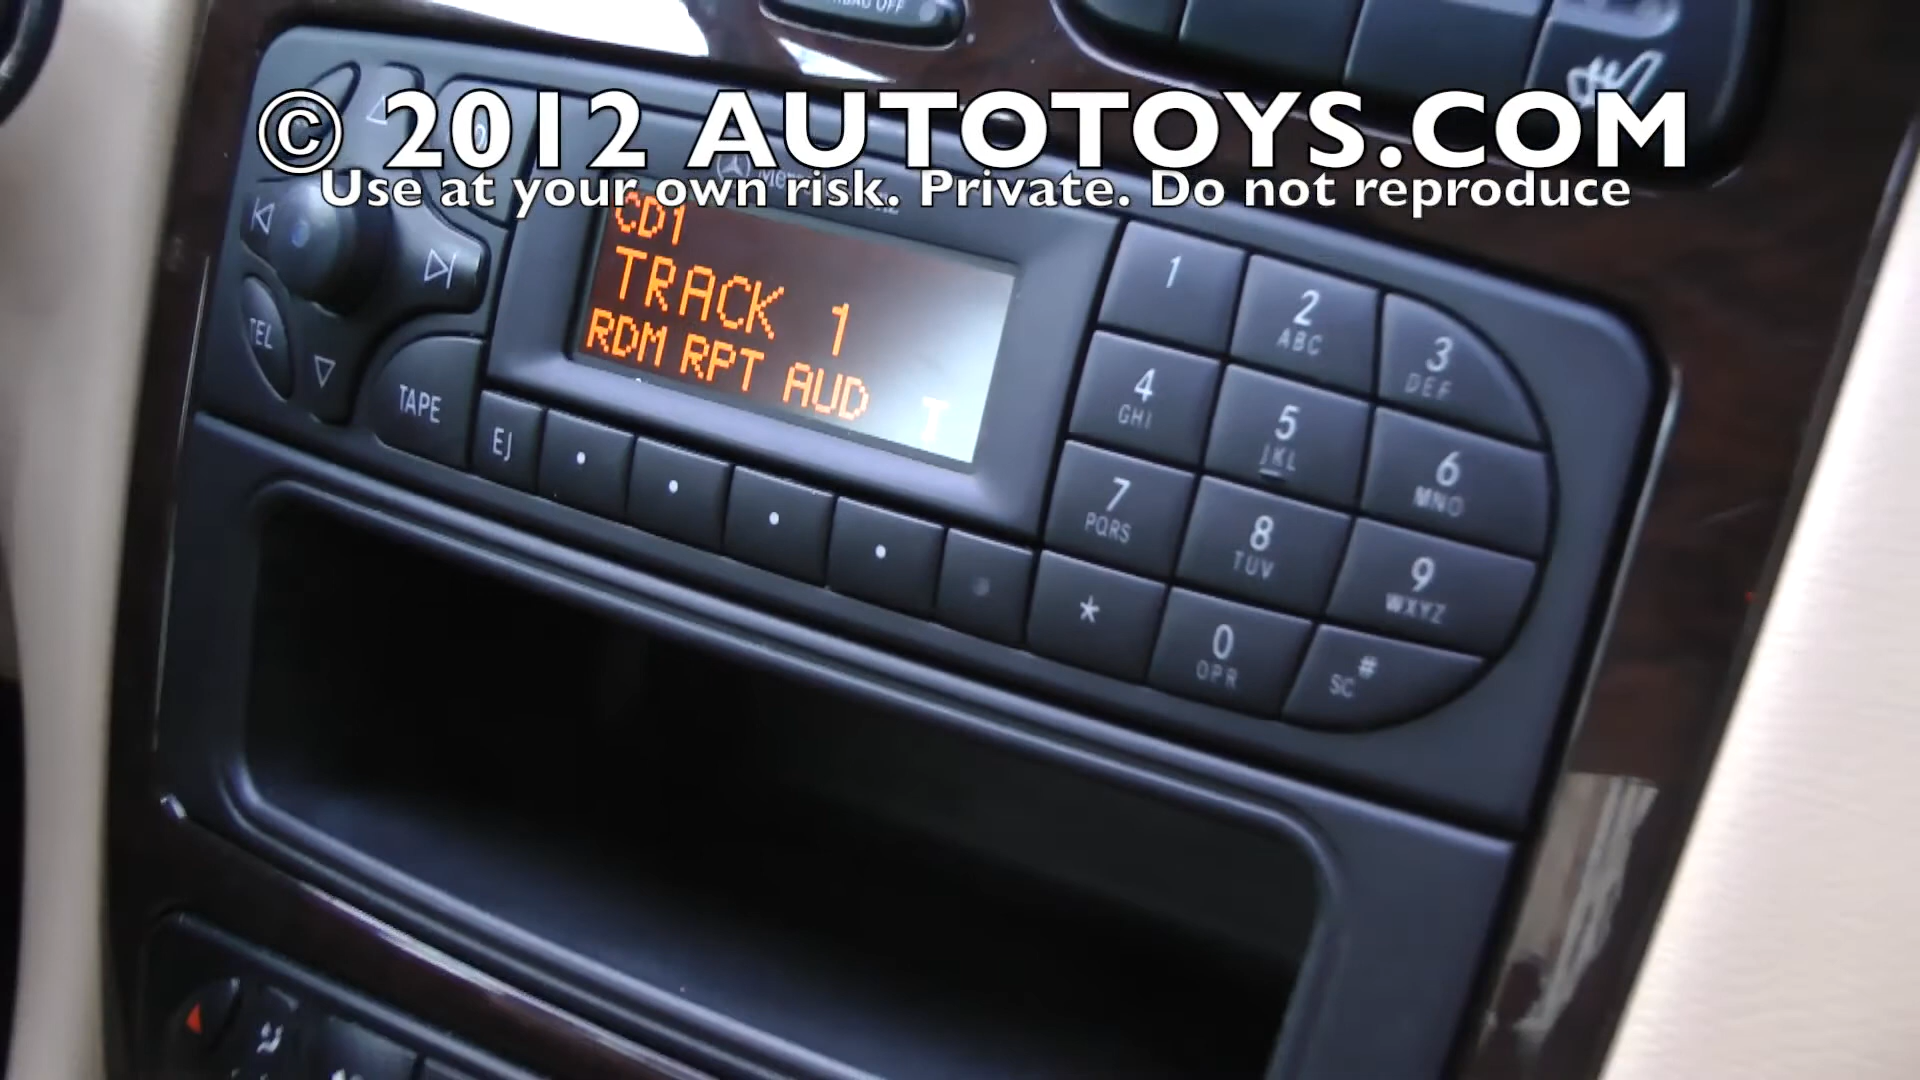 © 2012 AUTOTOYS.COM
Use at your own risk. Private. Do not reproduce
OFF
CD1
TRACK 1
RDM RPT AUD
TEL
TAPE
EJ
1
2
ABC
3
DEF
4
GHI
5
JKL
6
MNO
7
PQRS
8
TUV
9
WXYZ
*
0
OPR
SC #